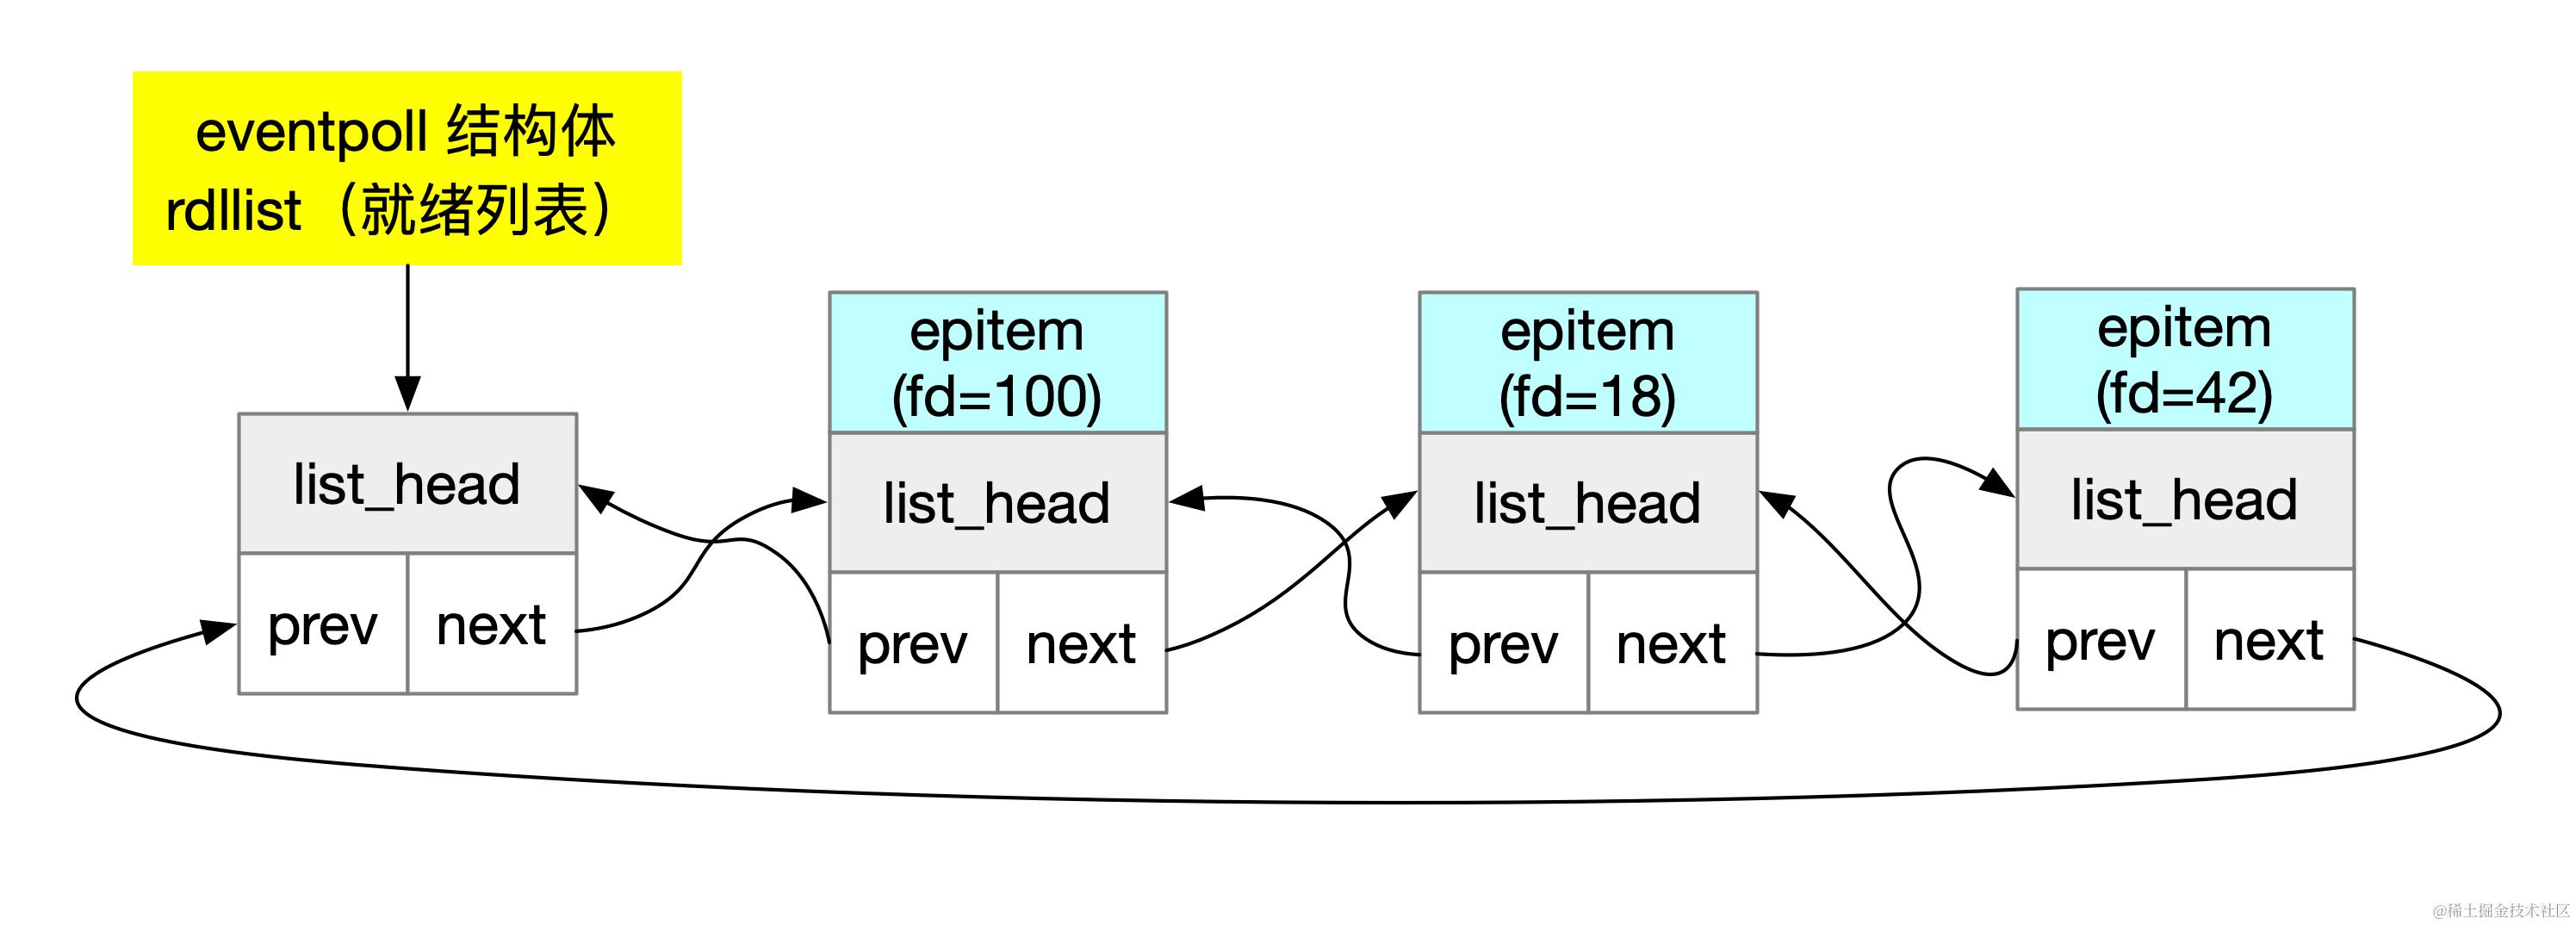 eventpoll 结构体
rdllist（就绪列表）
epitem
(fd=100)
epitem
(fd=18)
epitem
(fd=42)
list_head
list_head
list_head
list_head
prev
next
prev
next
prev
next
prev
next
@稀土掘金技术社区